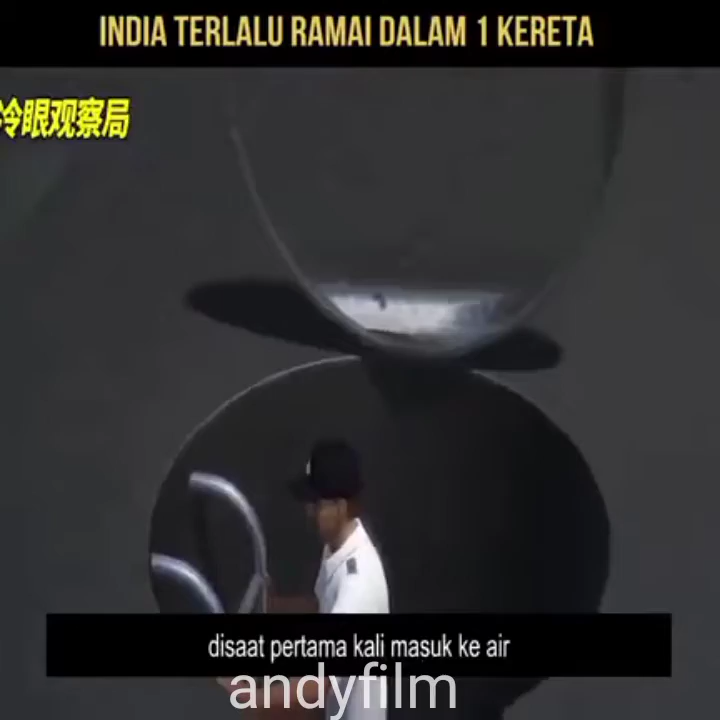 INDIA TERLALU RAMAI DALAM 1 KERETA
冷眼观察局
disaat pertama kali masuk ke air
andyfilm